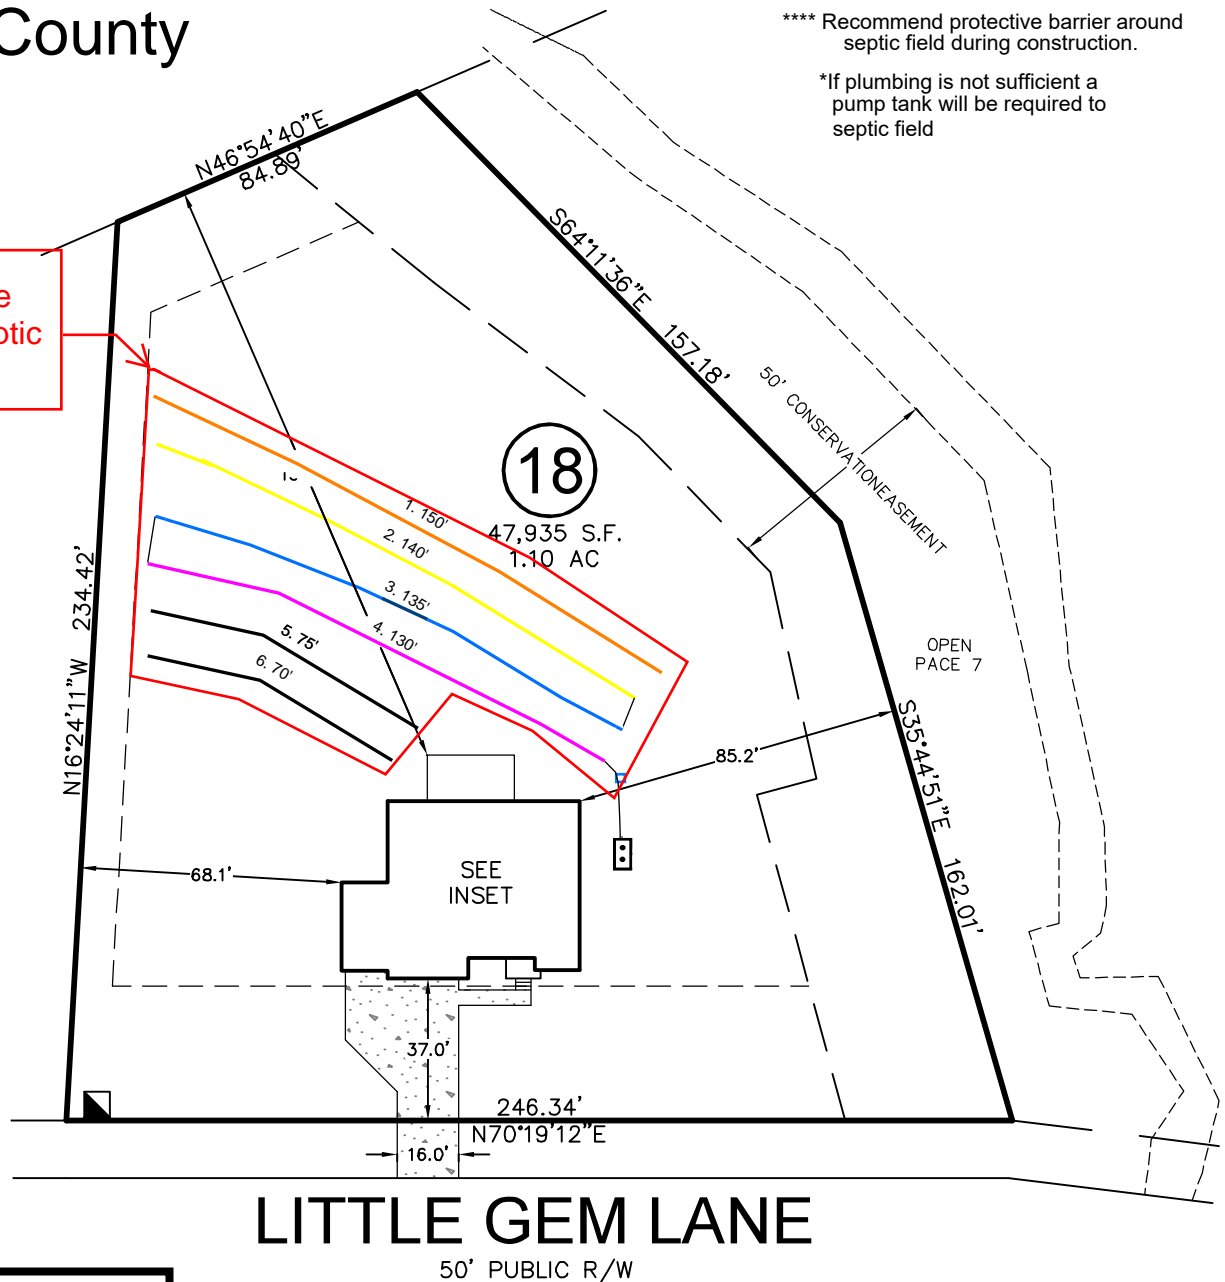 County
**** Recommend protective barrier around
septic field during construction.
*If plumbing is not sufficient a
pump tank will be required to
septic field
N46°54'40"E
84.89'
S64°11'36"E 157.18'
50' CONSERVATIONEASEMENT
18
47,935 S.F.
1.10 AC
1. 150'
2. 140'
3. 135'
4. 130'
5. 75'
6. 70'
N16°24'11"W 234.42'
OPEN
PACE 7
85.2'
S35°44'51"E 162.01'
68.1'
SEE
INSET
37.0'
246.34'
N70°19'12"E
16.0'
LITTLE GEM LANE
50' PUBLIC R/W